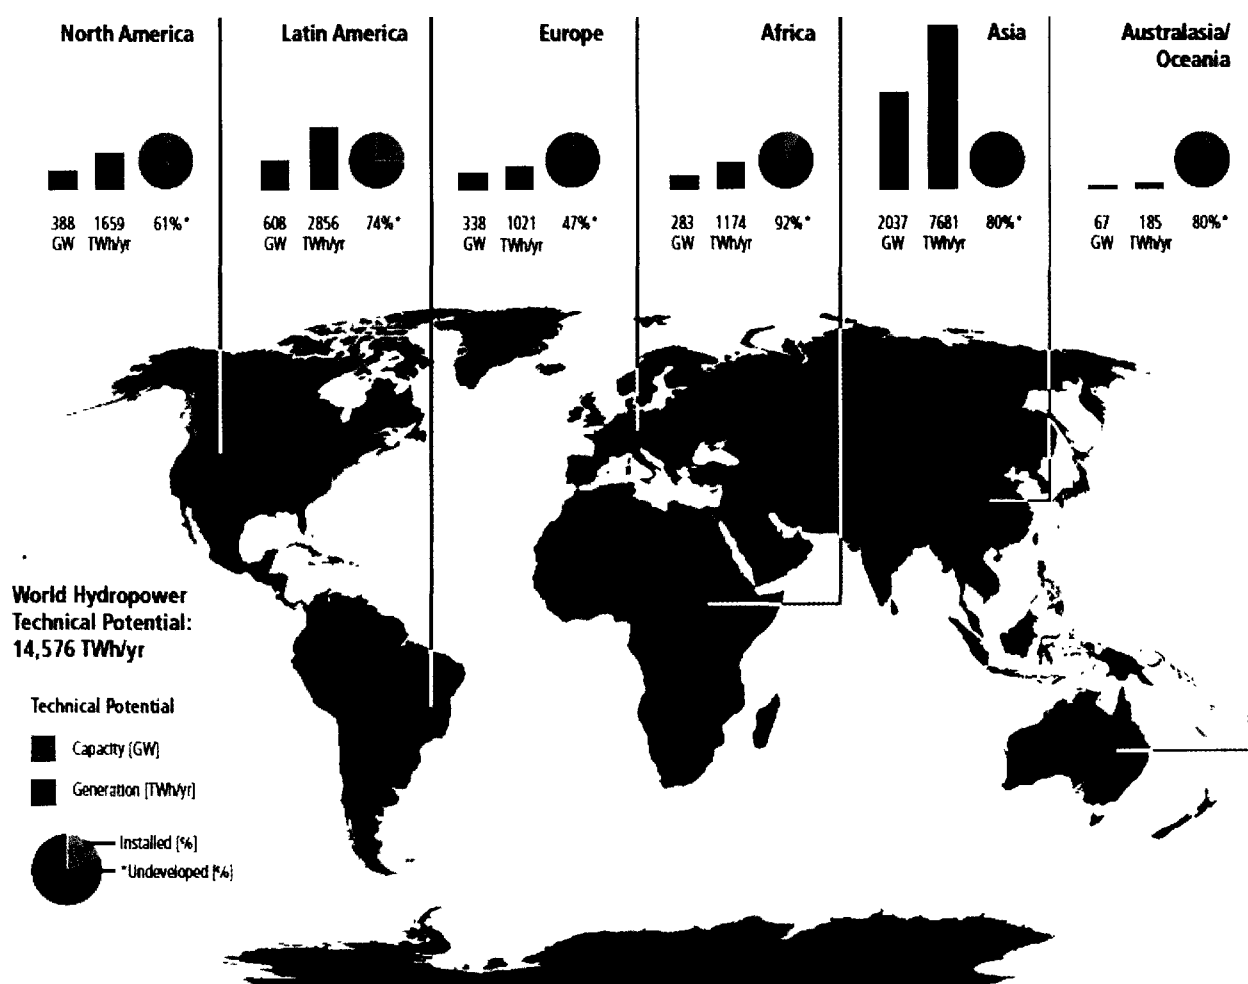 North America
Latin America
Europe
Africa
Asia
Australasia/
Oceania
388
GW
1659
TWh/yr
61%*
608
GW
2856
TWh/yr
74%*
338
GW
1021
TWh/yr
47%*
283
GW
1174
TWh/yr
92%*
2037
GW
7681
TWh/yr
80%*
67
GW
185
TWh/yr
80%*
World Hydropower
Technical Potential:
14,576 TWh/yr
Technical Potential
Capacity [GW]
Generation [TWh/yr]
Installed [%]
*Undeveloped [%]